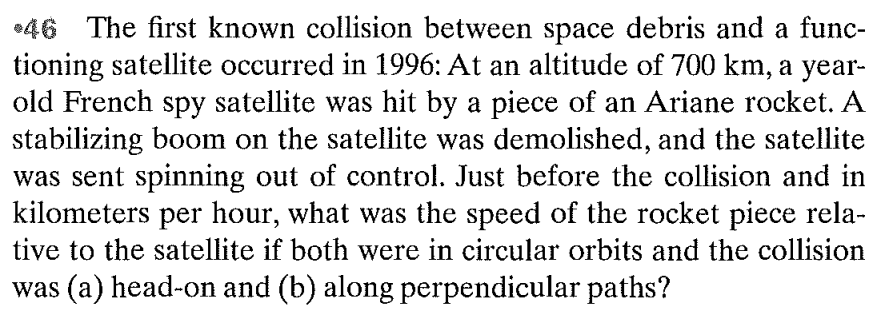 •46 The first known collision between space debris and a func-
tioning satellite occurred in 1996: At an altitude of 700 km, a year-
old French spy satellite was hit by a piece of an Ariane rocket. A
stabilizing boom on the satellite was demolished, and the satellite
was sent spinning out of control. Just before the collision and in
kilometers per hour, what was the speed of the rocket piece rela-
tive to the satellite if both were in circular orbits and the collision
was (a) head-on and (b) along perpendicular paths?